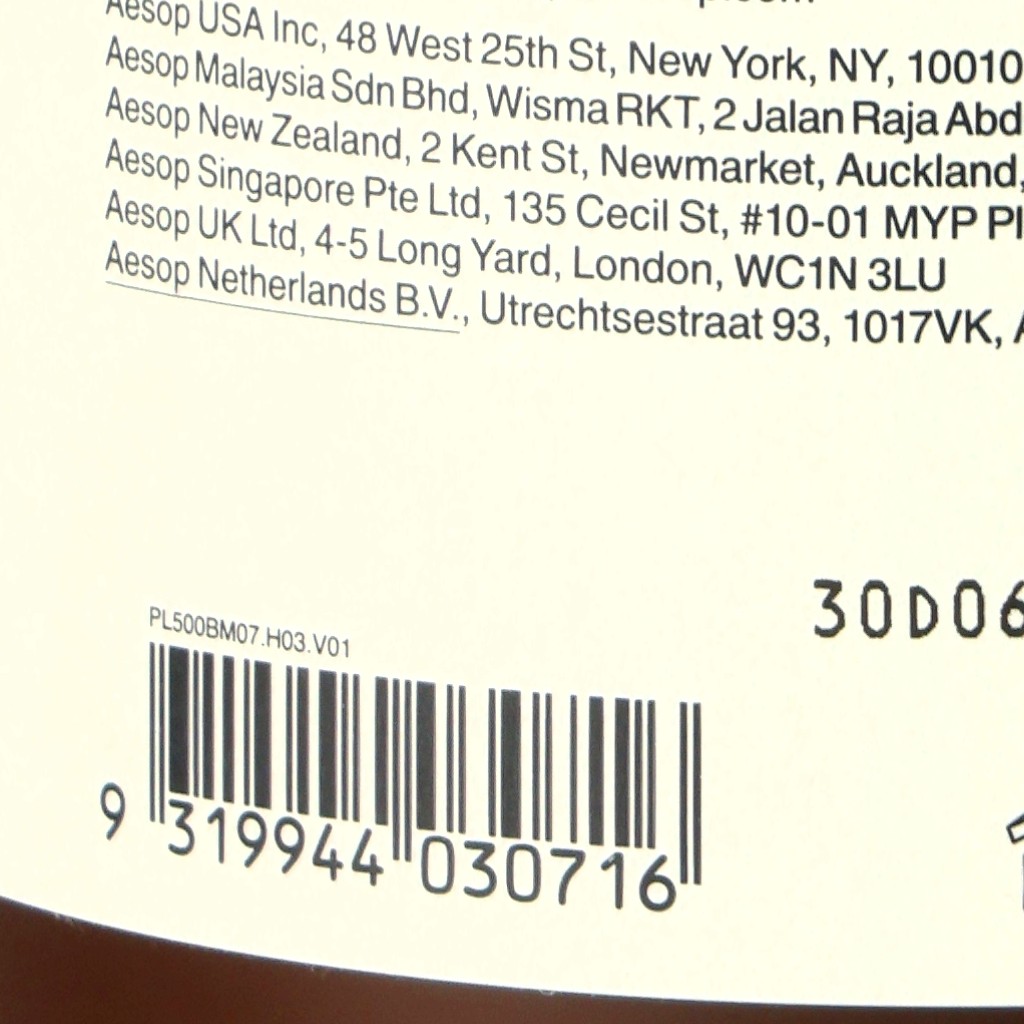 Aesop USA Inc, 48 West 25th St, New York, NY, 10010
Aesop Malaysia Sdn Bhd, Wisma RKT, 2 Jalan Raja Abd
Aesop New Zealand, 2 Kent St, Newmarket, Auckland,
Aesop Singapore Pte Ltd, 135 Cecil St, #10-01 MYP Pl
Aesop UK Ltd, 4-5 Long Yard, London, WC1N 3LU
Aesop Netherlands B.V., Utrechtsestraat 93, 1017VK, A
30D06
PL500BM07.H03.V01
9 319944 030716